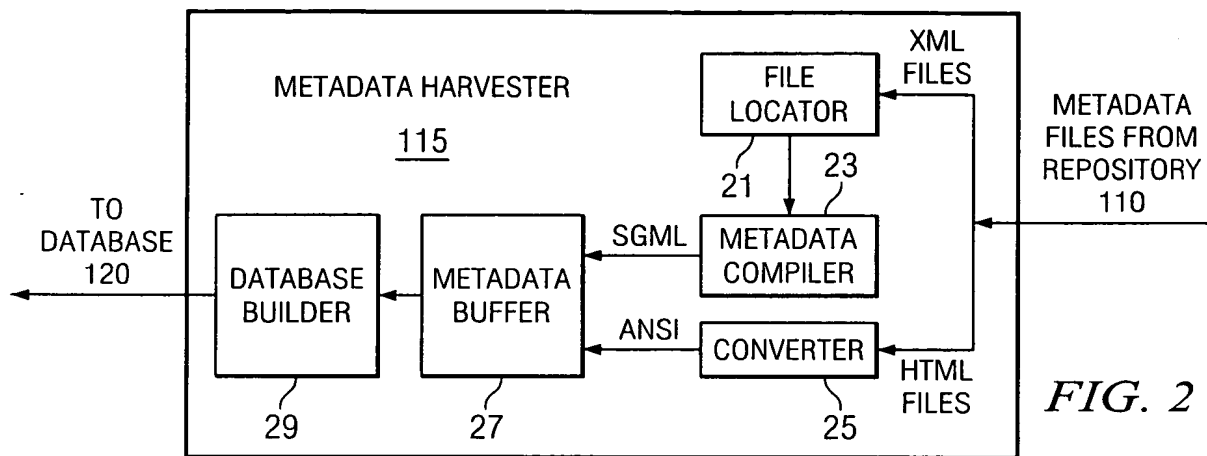 METADATA HARVESTER
115
FILE
LOCATOR
21
XML
FILES
METADATA
FILES FROM
REPOSITORY
110
23
METADATA
COMPILER
SGML
TO
DATABASE
120
DATABASE
BUILDER
29
METADATA
BUFFER
27
ANSI
CONVERTER
25
HTML
FILES
FIG. 2